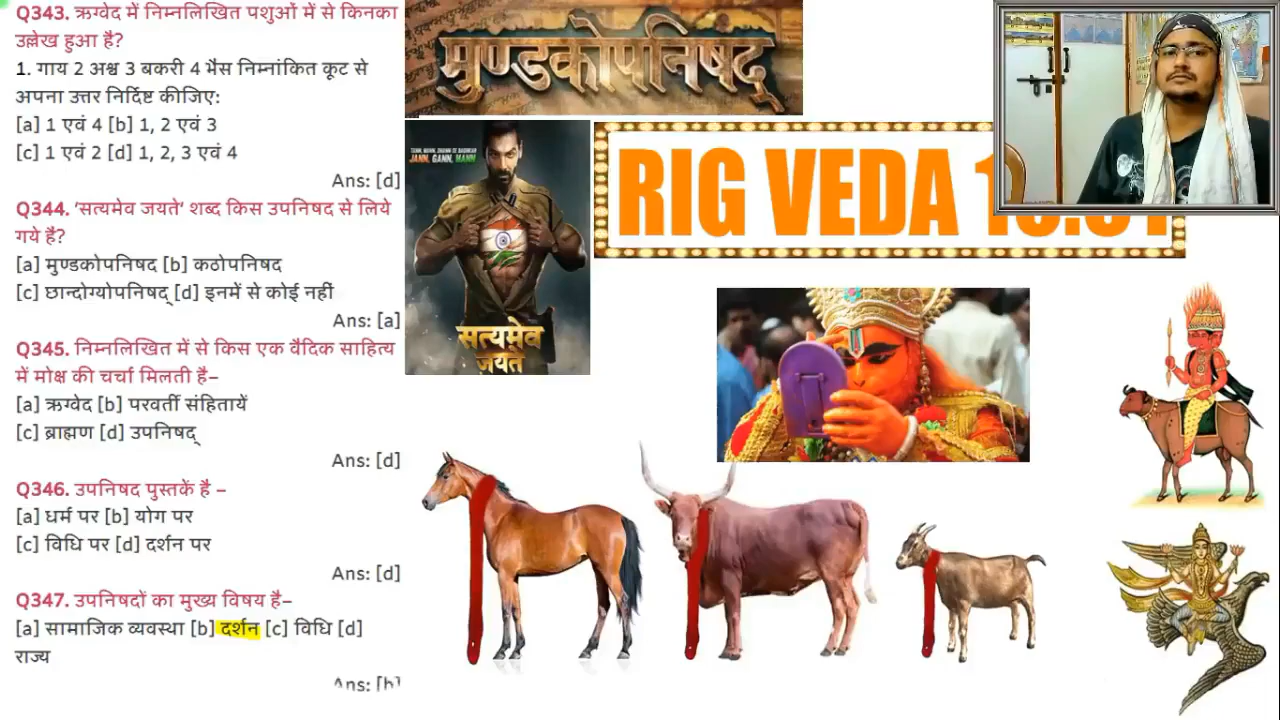 Q343. ऋग्वेद में निम्नलिखित पशुओं में से किनका
उल्लेख हुआ है?
1. गाय 2 अश्व 3 बकरी 4 भैस निम्नांकित कूट से
अपना उत्तर निर्दिष्ट कीजिए:
[a] 1 एवं 4 [b] 1, 2 एवं 3
[c] 1 एवं 2 [d] 1, 2, 3 एवं 4
Ans: [d]
Q344. ‘सत्यमेव जयते’ शब्द किस उपनिषद से लिये
गये है?
[a] मुण्डकोपनिषद [b] कठोपनिषद
[c] छान्दोग्योपनिषद् [d] इनमें से कोई नहीं
Ans: [a]
Q345. निम्नलिखित में से किस एक वैदिक साहित्य
में मोक्ष की चर्चा मिलती है–
[a] ऋग्वेद [b] परवर्ती संहितायें
[c] ब्राह्मण [d] उपनिषद्
Ans: [d]
Q346. उपनिषद पुस्तकें है –
[a] धर्म पर [b] योग पर
[c] विधि पर [d] दर्शन पर
Ans: [d]
Q347. उपनिषदों का मुख्य विषय है–
[a] सामाजिक व्यवस्था [b] दर्शन [c] विधि [d]
राज्य
Ans: [b]
मुण्डकोपनिषद्
JANN, GANN, MANN
सत्यमेव
जयते
RIG VEDA